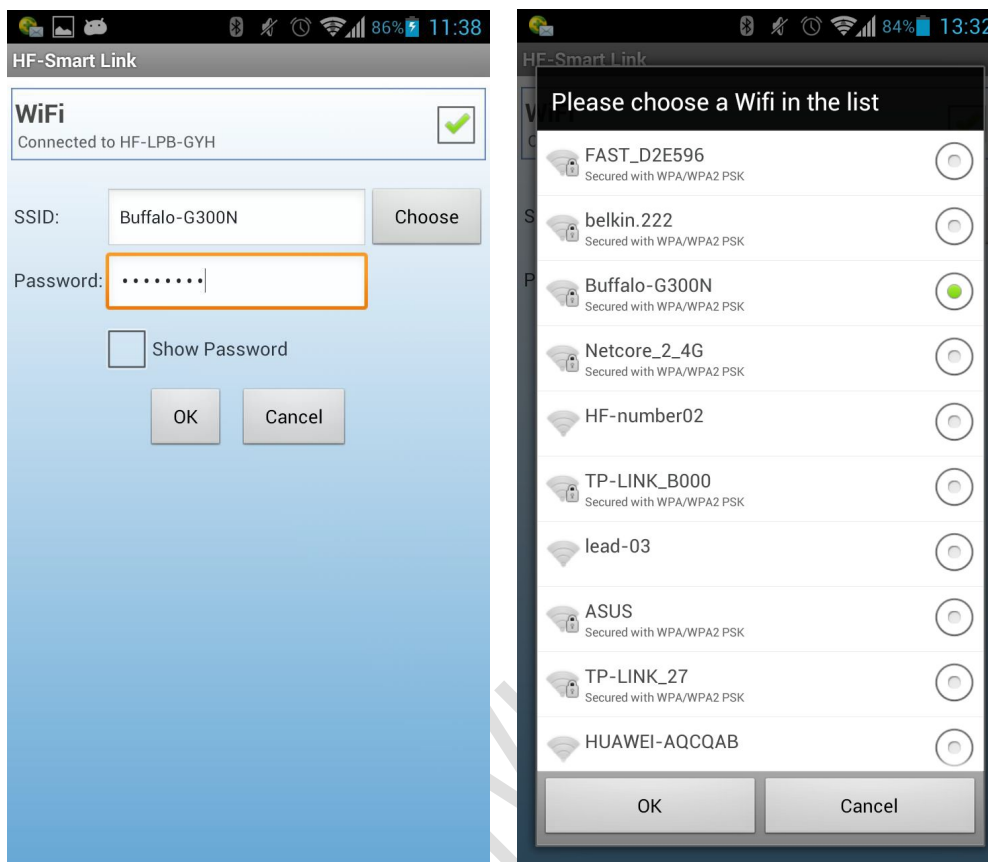 86% 11:38
HF-Smart Link
WiFi
Connected to HF-LPB-GYH
SSID:
Buffalo-G300N
Choose
Password:
••••••••
Show Password
OK
Cancel
84% 13:32
HF-Smart Link
Please choose a Wifi in the list
FAST_D2E596
Secured with WPA/WPA2 PSK
belkin.222
Secured with WPA/WPA2 PSK
Buffalo-G300N
Secured with WPA/WPA2 PSK
Netcore_2_4G
Secured with WPA/WPA2 PSK
HF-number02
TP-LINK_B000
Secured with WPA/WPA2 PSK
lead-03
ASUS
Secured with WPA/WPA2 PSK
TP-LINK_27
Secured with WPA/WPA2 PSK
HUAWEI-AQCQAB
OK
Cancel